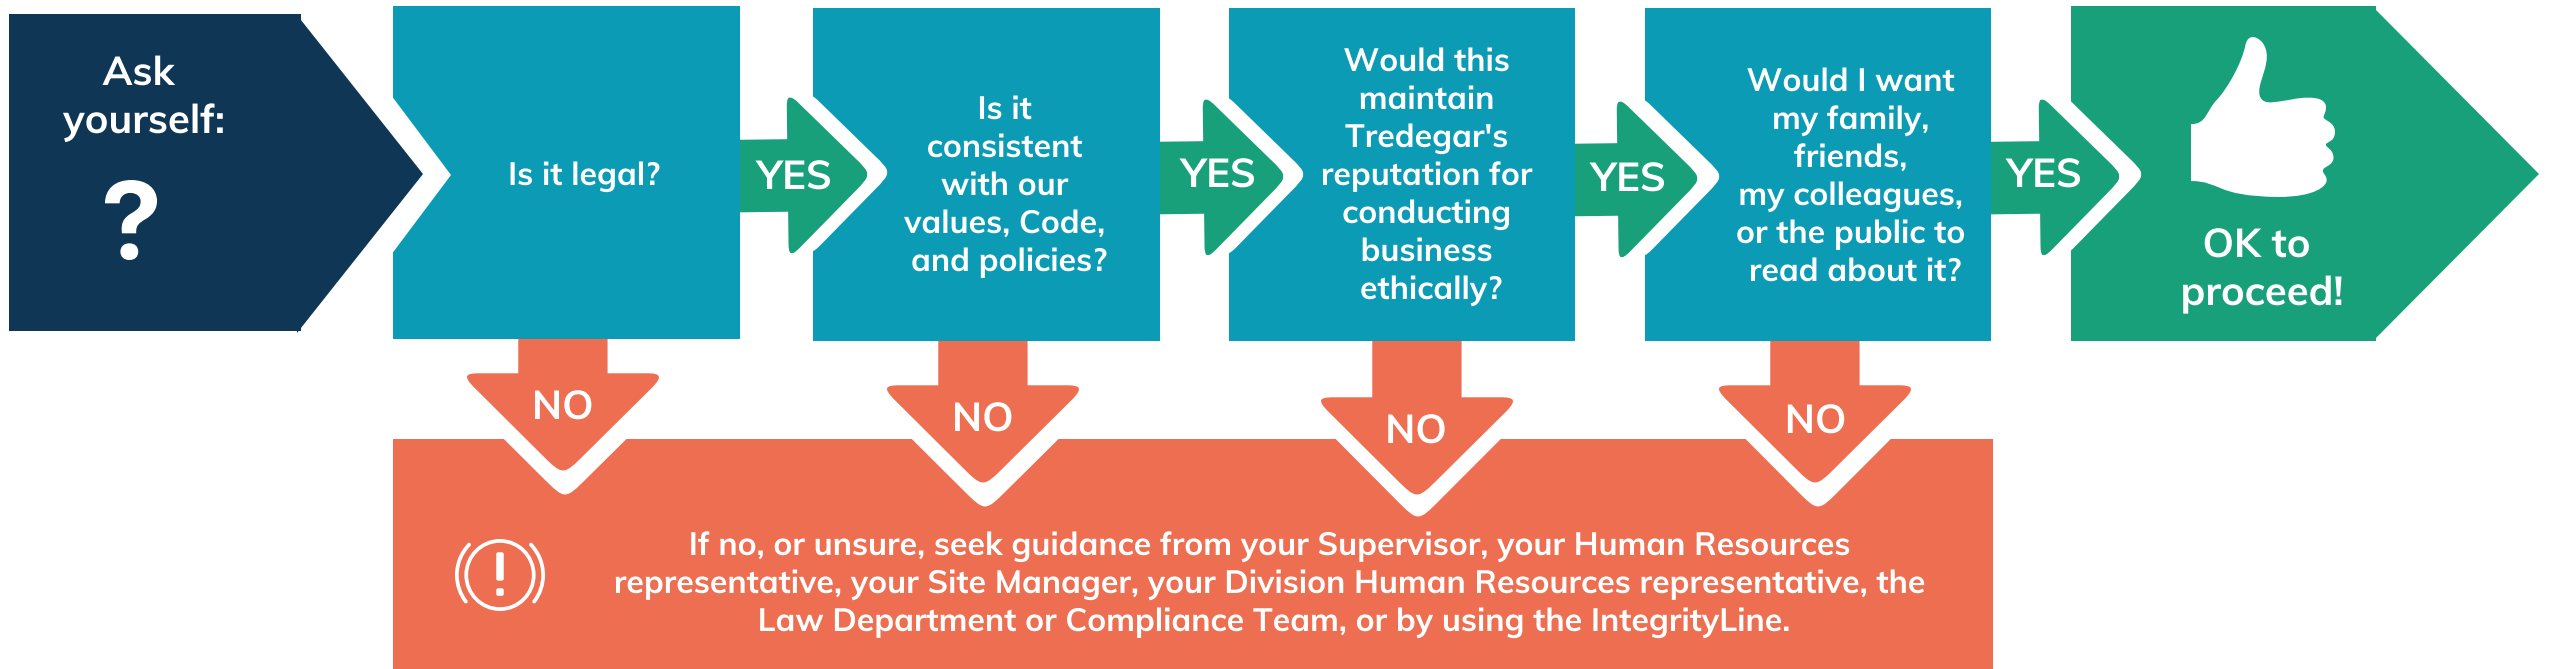 Ask
yourself:
?
Is it legal?
YES
Is it
consistent
with our
values, Code,
and policies?
YES
Would this
maintain
Tredegar's
reputation for
conducting
business
ethically?
YES
Would I want
my family,
friends,
my colleagues,
or the public to
read about it?
YES
OK to
proceed!
NO
NO
NO
NO
!
If no, or unsure, seek guidance from your Supervisor, your Human Resources
representative, your Site Manager, your Division Human Resources representative, the
Law Department or Compliance Team, or by using the IntegrityLine.